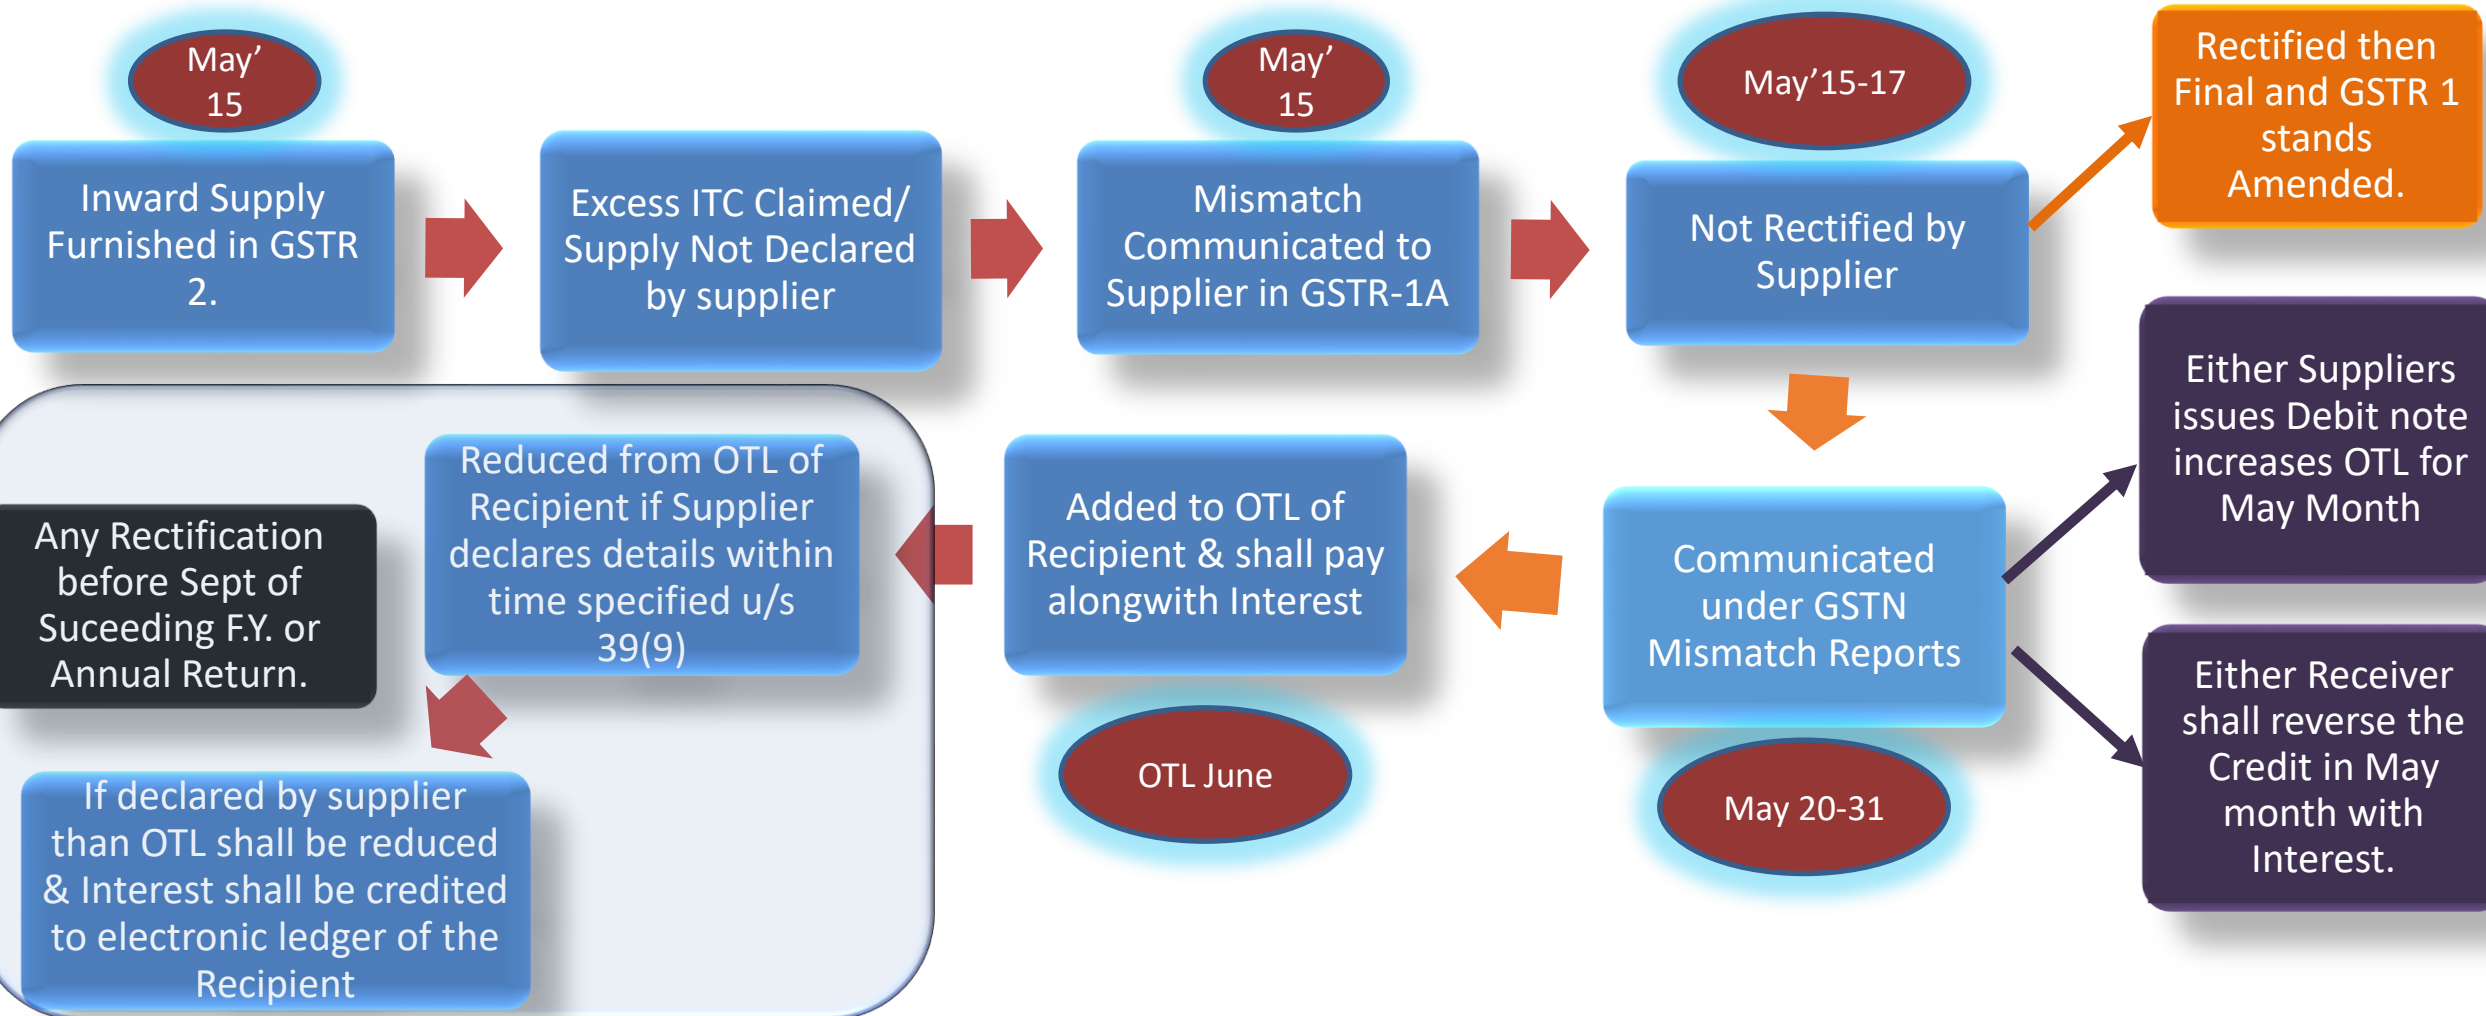 May’
15
Inward Supply
Furnished in GSTR
2.
Excess ITC Claimed/
Supply Not Declared
by supplier
May’
15
Mismatch
Communicated to
Supplier in GSTR-1A
May’15-17
Not Rectified by
Supplier
Rectified then
Final and GSTR 1
stands
Amended.
Either Suppliers
issues Debit note
increases OTL for
May Month
Either Receiver
shall reverse the
Credit in May
month with
Interest.
Communicated
under GSTN
Mismatch Reports
May 20-31
Added to OTL of
Recipient & shall pay
alongwith Interest
OTL June
Reduced from OTL of
Recipient if Supplier
declares details within
time specified u/s
39(9)
Any Rectification
before Sept of
Suceeding F.Y. or
Annual Return.
If declared by supplier
than OTL shall be reduced
& Interest shall be credited
to electronic ledger of the
Recipient